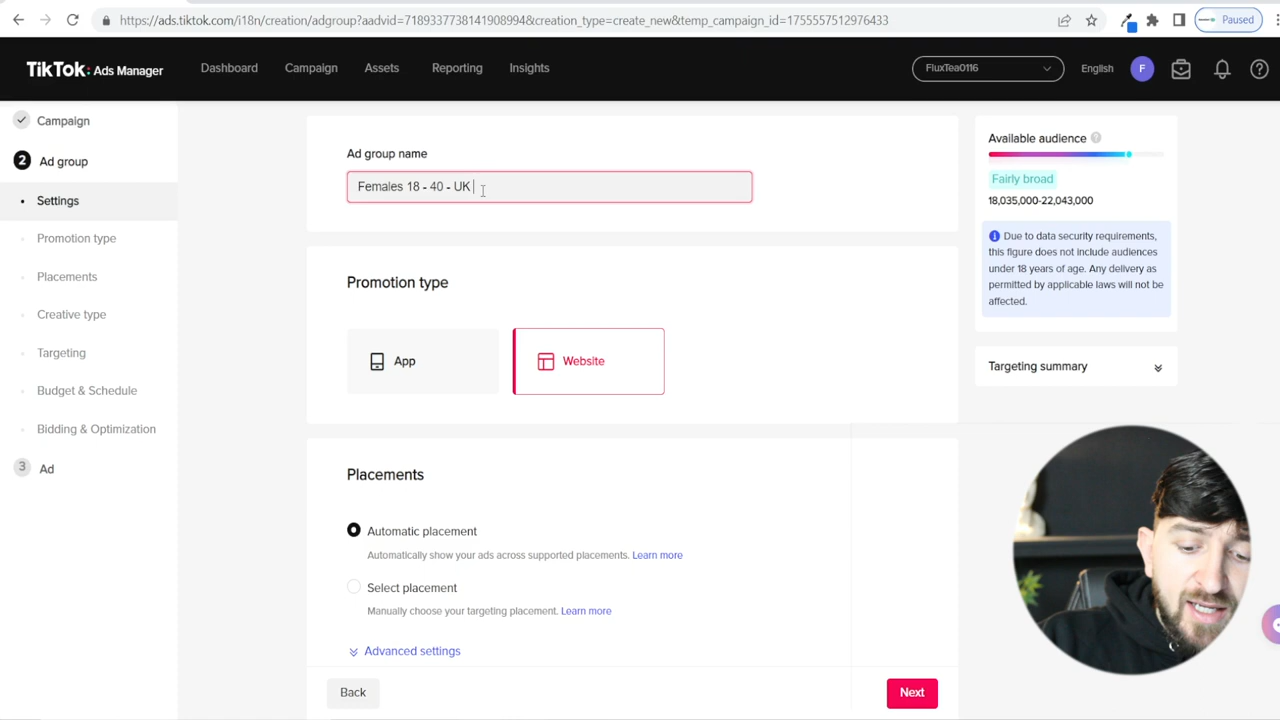 https://ads.tiktok.com/i18n/creation/adgroup?aadvid=7189337738141908994&creation_type=create_new&temp_campaign_id=1755557512976433
Paused
TikTok: Ads Manager
Dashboard
Campaign
Assets
Reporting
Insights
FluxTea0116
English
F
Campaign
2 Ad group
Settings
Promotion type
Placements
Creative type
Targeting
Budget & Schedule
Bidding & Optimization
3 Ad
Ad group name
Females 18 - 40 - UK
Promotion type
App
Website
Placements
Automatic placement
Automatically show your ads across supported placements. Learn more
Select placement
Manually choose your targeting placement. Learn more
Advanced settings
Back
Next
Available audience
Fairly broad
18,035,000-22,043,000
Due to data security requirements,
this figure does not include audiences
under 18 years of age. Any delivery as
permitted by applicable laws will not be
affected.
Targeting summary